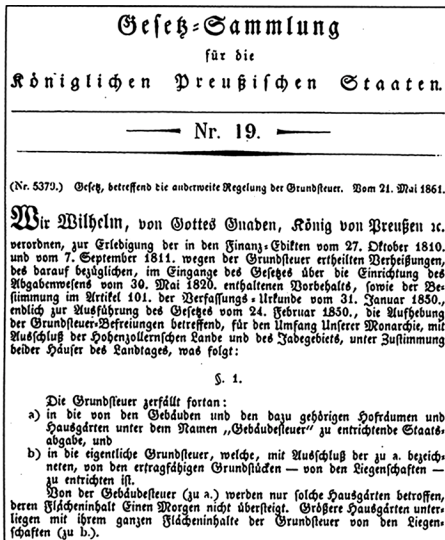 Gesetz-Sammlung
für die
Königlichen Preußischen Staaten.
Nr. 19.
(Nr. 5379.) Gesetz, betreffend die anderweite Regelung der Grundsteuer. Vom 21. Mai 1861.
Wir Wilhelm, von Gottes Gnaden, König von Preußen ꝛc.
verordnen, zur Erledigung der in den Finanz-Edikten vom 27. Oktober 1810.
und vom 7. September 1811. wegen der Grundsteuer ertheilten Verheißungen,
des darauf bezüglichen, im Eingange des Gesetzes über die Einrichtung des
Abgabenwesens vom 30. Mai 1820. enthaltenen Vorbehalts, sowie der Be-
stimmung im Artikel 101. der Verfassungs-Urkunde vom 31. Januar 1850.,
endlich zur Ausführung des Gesetzes vom 24. Februar 1850., die Aufhebung
der Grundsteuer-Befreiungen betreffend, für den Umfang Unserer Monarchie, mit
Ausschluß der Hohenzollernschen Lande und des Jadegebiets, unter Zustimmung
beider Häuser des Landtages, was folgt:
§. 1.
Die Grundsteuer zerfällt fortan:
a) in die von den Gebäuden und den dazu gehörigen Hofräumen und
Hausgärten unter dem Namen „Gebäudesteuer" zu entrichtende Staats-
abgabe, und
b) in die eigentliche Grundsteuer, welche, mit Ausschluß der zu a. bezeich-
neten, von den ertragfähigen Grundstücken — von den Liegenschaften —
zu entrichten ist.
Von der Gebäudesteuer (zu a.) werden nur solche Hausgärten betroffen,
deren Flächeninhalt Einen Morgen nicht übersteigt. Größere Hausgärten unter-
liegen mit ihrem ganzen Flächeninhalte der Grundsteuer von den Liegen-
schaften (zu b.).